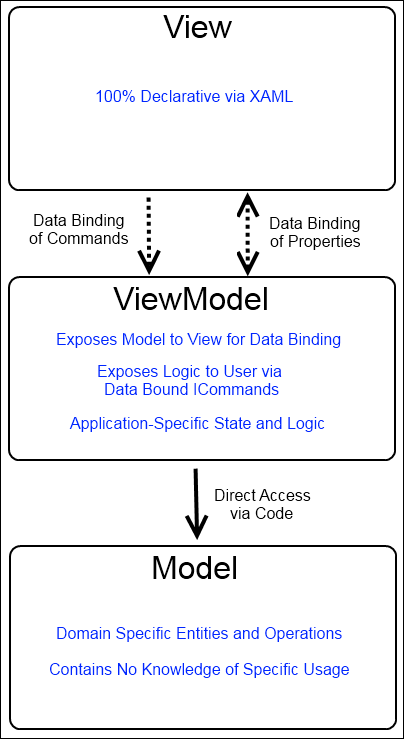 View
100% Declarative via XAML
Data Binding
of Commands
Data Binding
of Properties
ViewModel
Exposes Model to View for Data Binding
Exposes Logic to User via
Data Bound ICommands
Application-Specific State and Logic
Direct Access
via Code
Model
Domain Specific Entities and Operations
Contains No Knowledge of Specific Usage